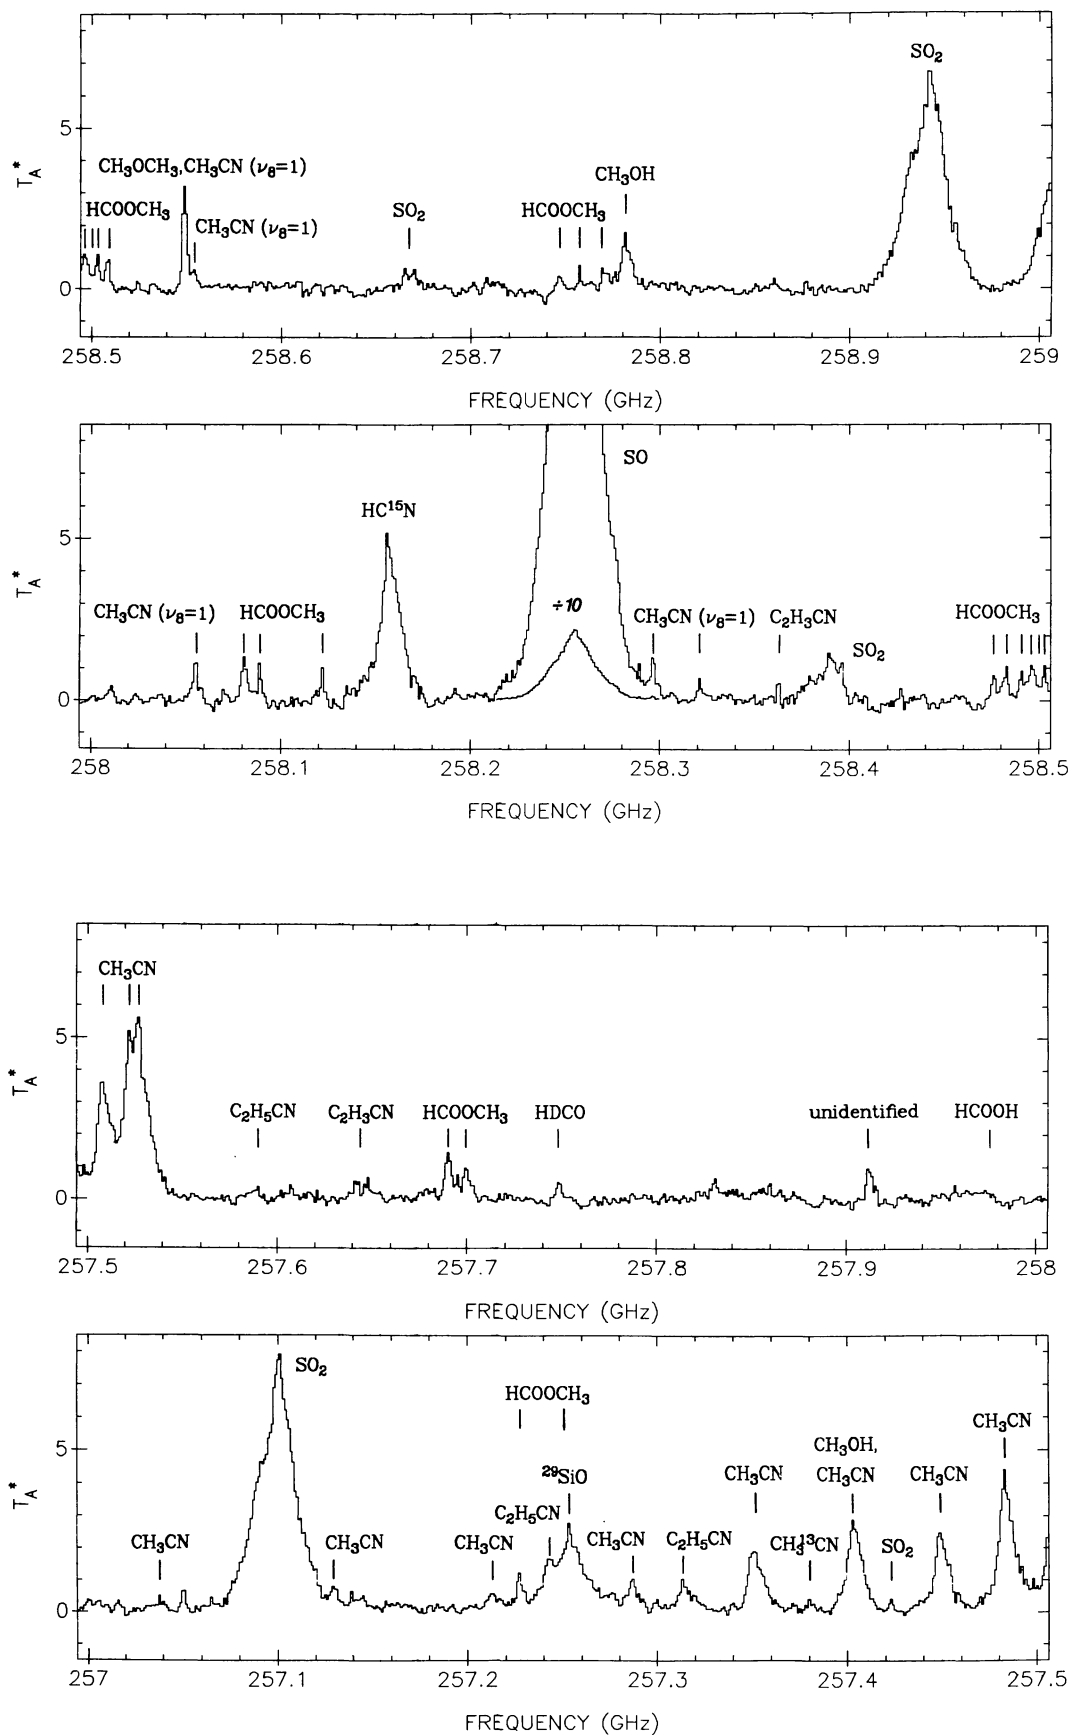 SO₂
5
T_A*
CH₃OCH₃,CH₃CN (ν₈=1)
CH₃OH
HCOOCH₃
SO₂
HCOOCH₃
CH₃CN (ν₈=1)
0
258.5 258.6 258.7 258.8 258.9 259
FREQUENCY (GHz)
SO
HC¹⁵N
5
T_A*
÷10
CH₃CN (ν₈=1)
HCOOCH₃
CH₃CN (ν₈=1)
C₂H₃CN
HCOOCH₃
SO₂
0
258 258.1 258.2 258.3 258.4 258.5
FREQUENCY (GHz)
CH₃CN
5
T_A*
C₂H₅CN
C₂H₃CN
HCOOCH₃
HDCO
unidentified
HCOOH
0
257.5 257.6 257.7 257.8 257.9 258
FREQUENCY (GHz)
SO₂
HCOOCH₃
CH₃CN
5
CH₃OH,
T_A*
²⁹SiO
CH₃CN
CH₃CN
CH₃CN
C₂H₅CN
CH₃CN
CH₃CN
CH₃CN
CH₃CN
C₂H₅CN
CH₃¹³CN
SO₂
0
257 257.1 257.2 257.3 257.4 257.5
FREQUENCY (GHz)